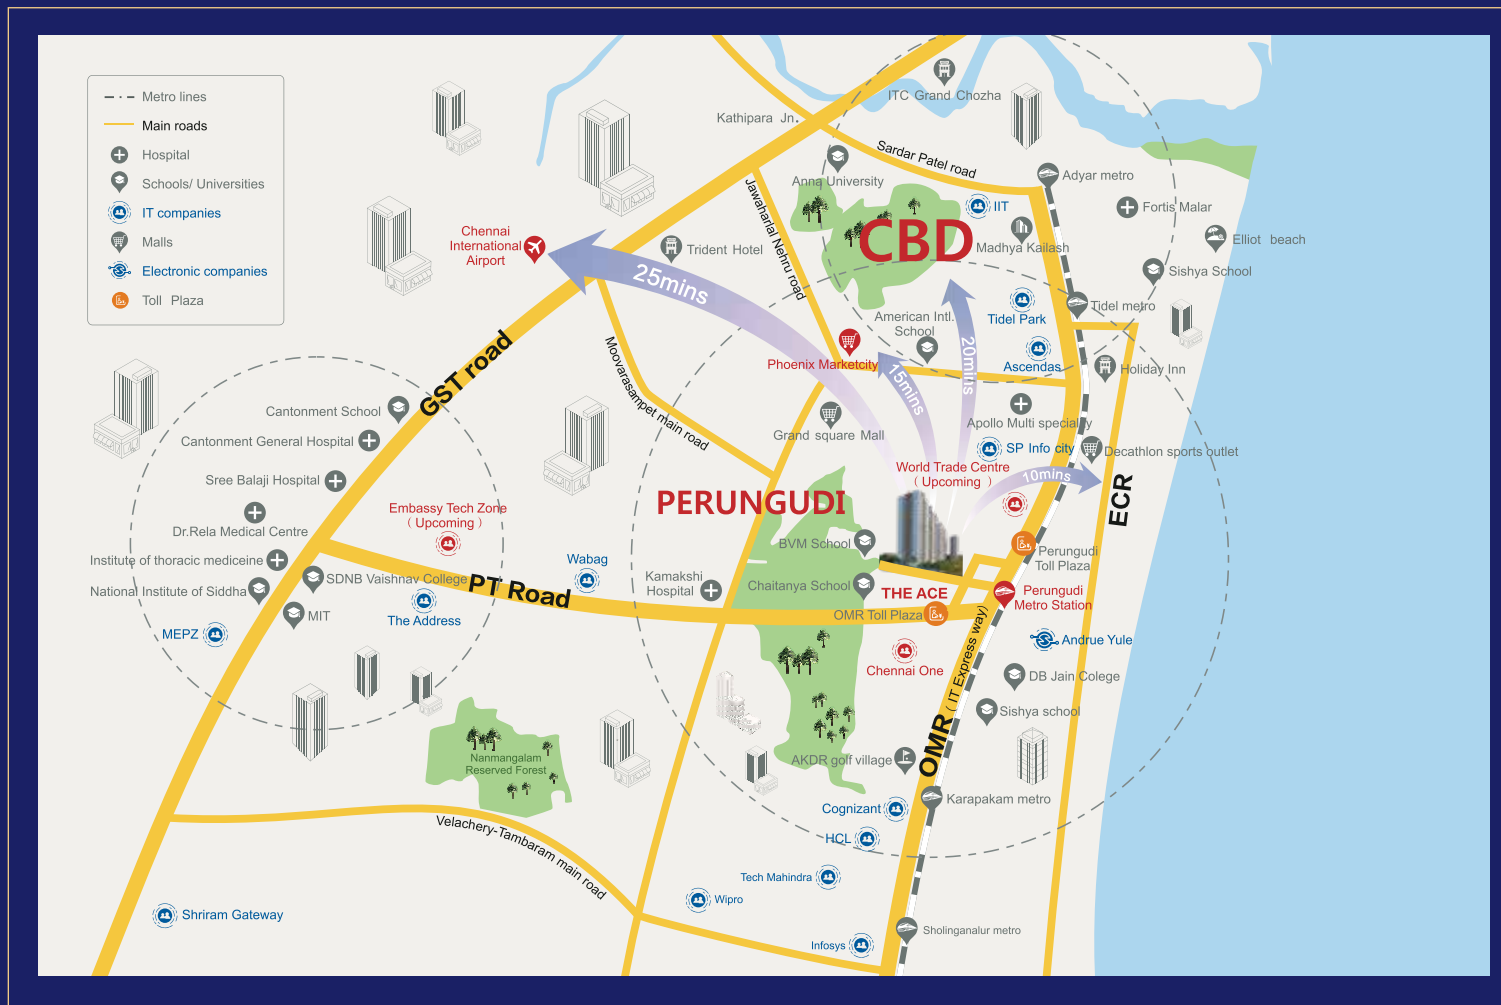 Metro lines
Main roads
Hospital
Schools/ Universities
IT companies
Malls
Electronic companies
Toll Plaza
ITC Grand Chozha
Kathipara Jn.
Sardar Patel road
Anna University
Adyar metro
IIT
Fortis Malar
Jawaharlal Nehru road
CBD
Madhya Kailash
Elliot beach
Chennai
International
Airport
Trident Hotel
Sishya School
25mins
Tidel metro
Tidel Park
American Intl.
School
20mins
Moovarasampet main road
GST road
Phoenix Marketcity
15mins
Ascendas
Holiday Inn
Cantonment School
Apollo Multi speciality
Grand square Mall
Cantonment General Hospital
SP Info city
Decathlon sports outlet
World Trade Centre
( Upcoming )
10mins
Sree Balaji Hospital
PERUNGUDI
ECR
Embassy Tech Zone
( Upcoming )
Dr.Rela Medical Centre
BVM School
Perungudi
Toll Plaza
Institute of thoracic mediceine
Wabag
SDNB Vaishnav College
PT Road
Kamakshi
Hospital
Chaitanya School
THE ACE
Perungudi
Metro Station
National Institute of Siddha
MIT
The Address
OMR Toll Plaza
MEPZ
Andrue Yule
Chennai One
DB Jain Colege
OMR ( IT Express way)
Sishya school
Nanmangalam
Reserved Forest
AKDR golf village
Karapakam metro
Cognizant
Velachery-Tambaram main road
HCL
Tech Mahindra
Wipro
Shriram Gateway
Sholinganalur metro
Infosys